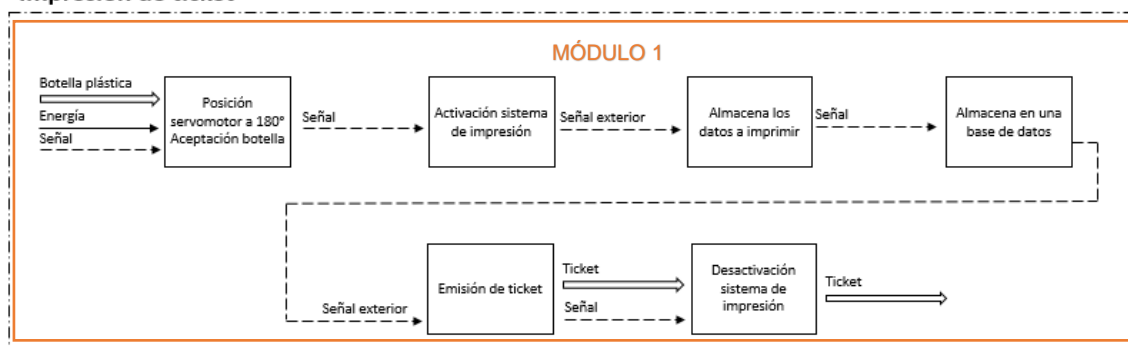 MÓDULO 1
Botella plástica
Energía
Señal
Posición
servomotor a 180°
Aceptación botella
Señal
Activación sistema
de impresión
Señal exterior
Almacena los
datos a imprimir
Señal
Almacena en una
base de datos
Señal exterior
Emisión de ticket
Ticket
Señal
Desactivación
sistema de
impresión
Ticket